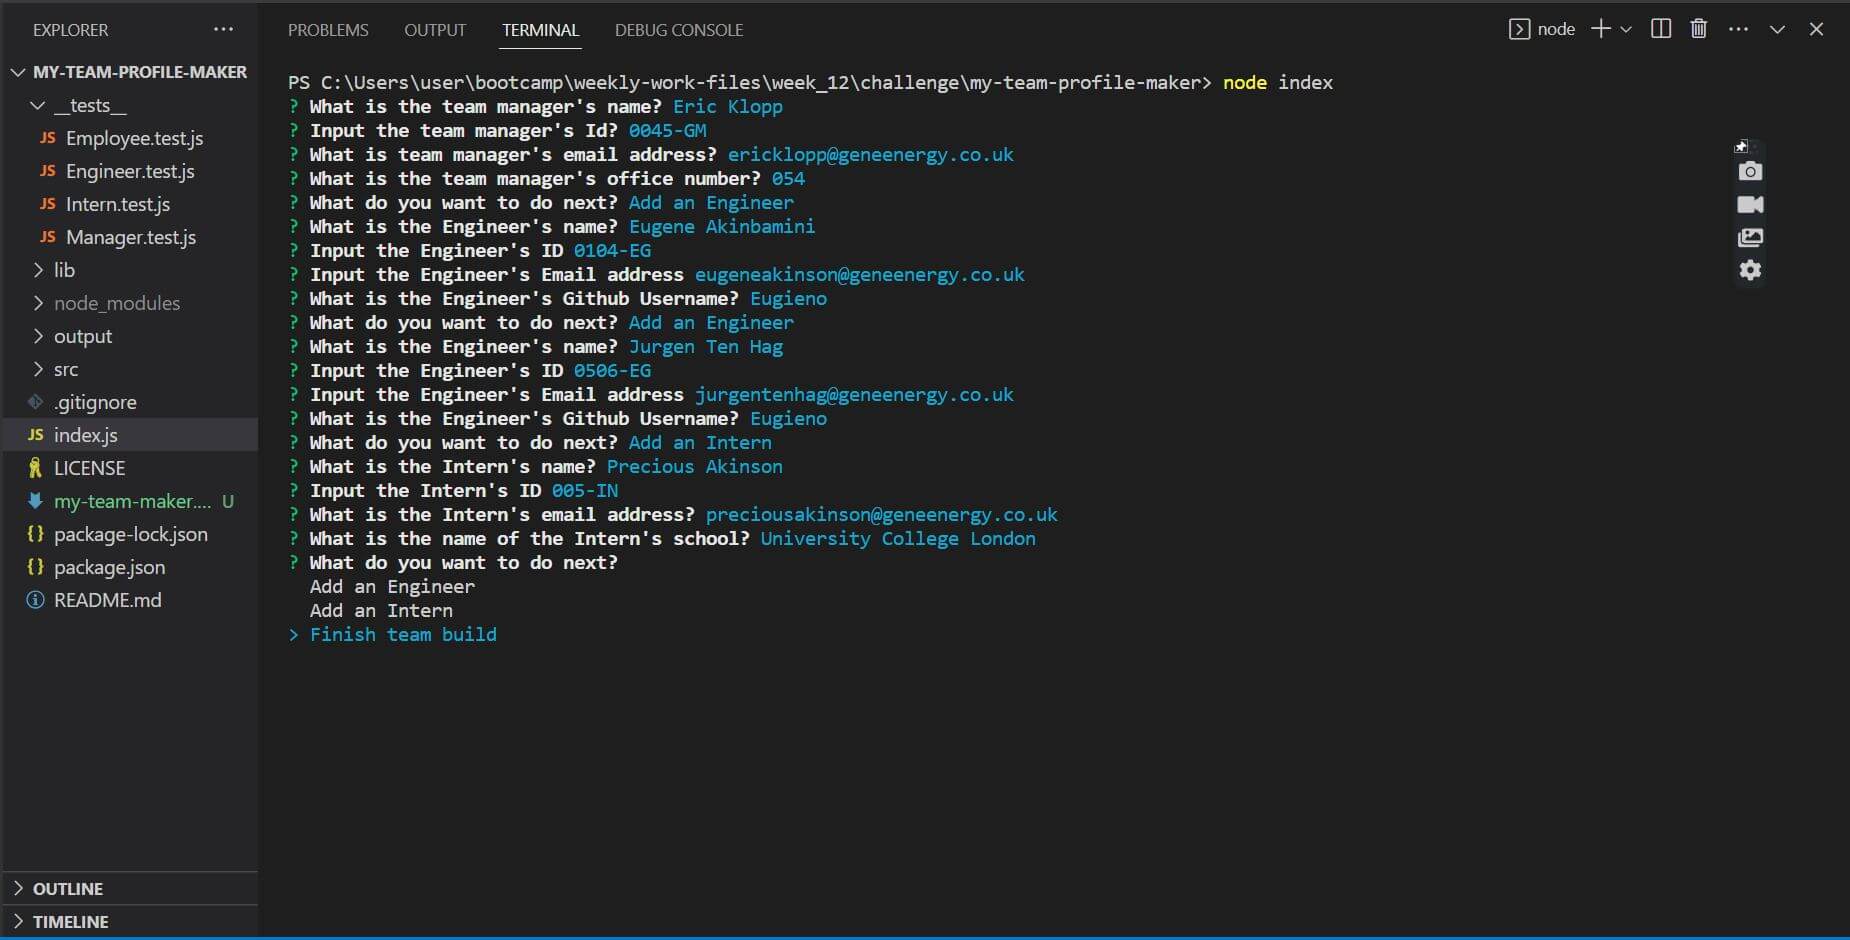 EXPLORER
MY-TEAM-PROFILE-MAKER
__tests__
JS Employee.test.js
JS Engineer.test.js
JS Intern.test.js
JS Manager.test.js
lib
node_modules
output
src
.gitignore
JS index.js
LICENSE
my-team-maker.... U
{} package-lock.json
{} package.json
README.md
OUTLINE
TIMELINE
PROBLEMS OUTPUT TERMINAL DEBUG CONSOLE
node
PS C:\Users\user\bootcamp\weekly-work-files\week_12\challenge\my-team-profile-maker> node index
? What is the team manager's name? Eric Klopp
? Input the team manager's Id? 0045-GM
? What is team manager's email address? ericklopp@geneenergy.co.uk
? What is the team manager's office number? 054
? What do you want to do next? Add an Engineer
? What is the Engineer's name? Eugene Akinbamini
? Input the Engineer's ID 0104-EG
? Input the Engineer's Email address eugeneakinson@geneenergy.co.uk
? What is the Engineer's Github Username? Eugieno
? What do you want to do next? Add an Engineer
? What is the Engineer's name? Jurgen Ten Hag
? Input the Engineer's ID 0506-EG
? Input the Engineer's Email address jurgentenhag@geneenergy.co.uk
? What is the Engineer's Github Username? Eugieno
? What do you want to do next? Add an Intern
? What is the Intern's name? Precious Akinson
? Input the Intern's ID 005-IN
? What is the Intern's email address? preciousakinson@geneenergy.co.uk
? What is the name of the Intern's school? University College London
? What do you want to do next?
Add an Engineer
Add an Intern
> Finish team build